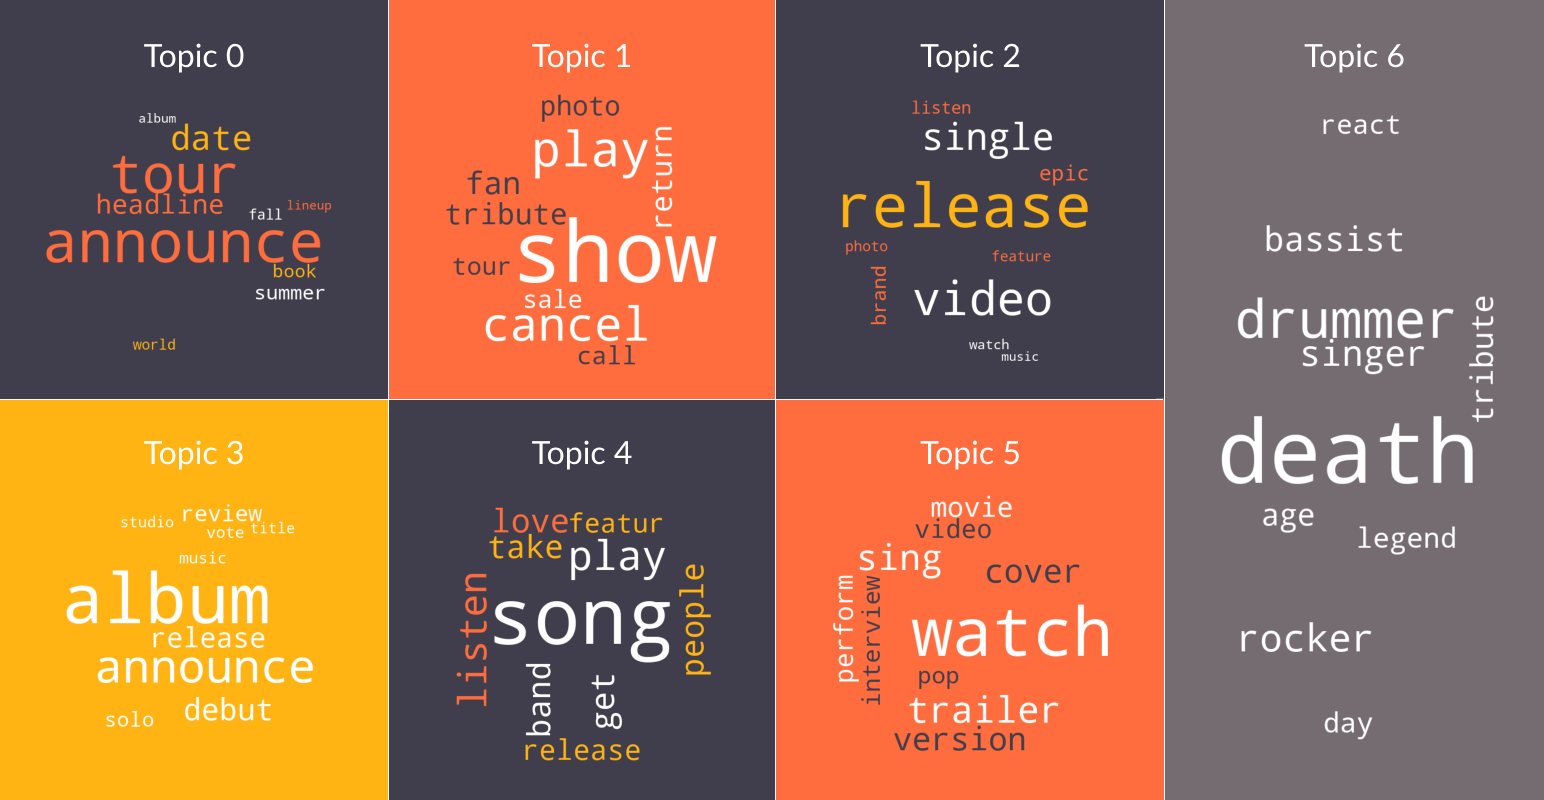 Topic 0
album
date
tour
headline
fall
lineup
announce
book
summer
world
Topic 1
photo
play
return
fan
tribute
show
tour
sale
cancel
call
Topic 2
listen
single
epic
release
photo
feature
brand
video
watch
music
Topic 3
review
studio
vote
title
music
album
release
announce
debut
solo
Topic 4
love
featur
take
play
listen
song
people
band
get
release
Topic 5
movie
video
sing
cover
perform
interview
watch
pop
trailer
version
Topic 6
react
bassist
drummer
tribute
singer
death
age
legend
rocker
day